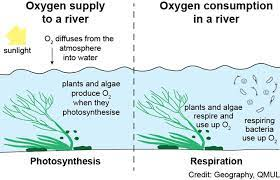 Oxygen supply
to a river
sunlight
O2 diffuses from the
atmosphere
into water
plants and algae
produce O2
when they
photosynthesise
Photosynthesis
Oxygen consumption
in a river
plants and algae
respire and
use up O2
respiring
bacteria
use up O2
Respiration
Credit: Geography, QMUL